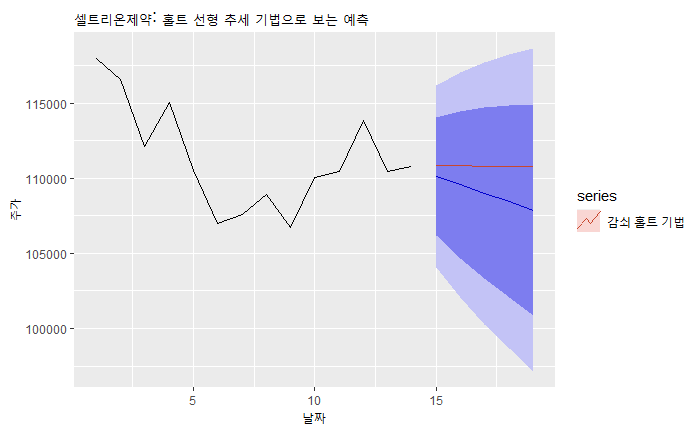 셀트리온제약: 홀트 선형 추세 기법으로 보는 예측
주가
115000
110000
105000
100000
5
10
15
날짜
series
감쇠 홀트 기법